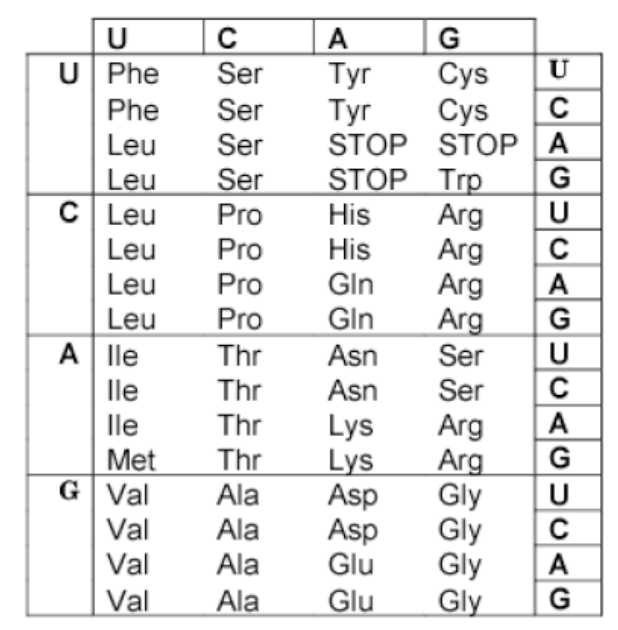 U C A G
U Phe Ser Tyr Cys U
Phe Ser Tyr Cys C
Leu Ser STOP STOP A
Leu Ser STOP Trp G
C Leu Pro His Arg U
Leu Pro His Arg C
Leu Pro Gln Arg A
Leu Pro Gln Arg G
A Ile Thr Asn Ser U
Ile Thr Asn Ser C
Ile Thr Lys Arg A
Met Thr Lys Arg G
G Val Ala Asp Gly U
Val Ala Asp Gly C
Val Ala Glu Gly A
Val Ala Glu Gly G